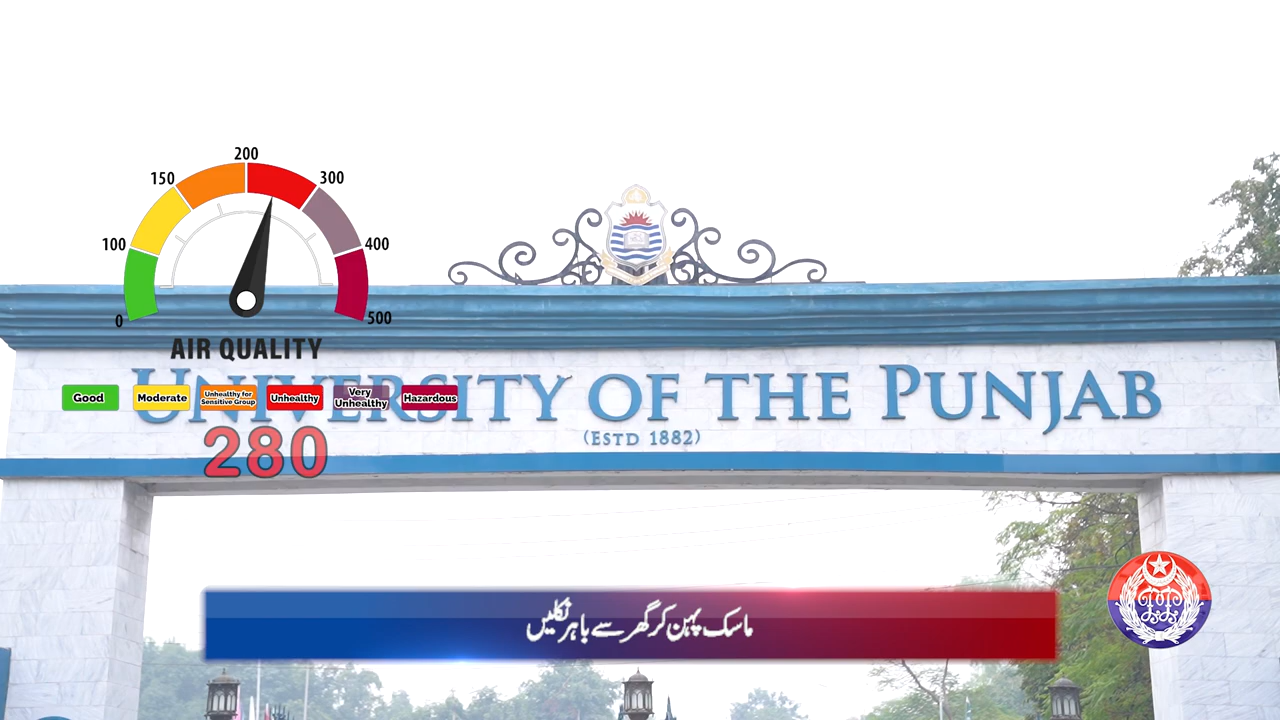 200
150
300
100
400
0
500
AIR QUALITY
Good
Moderate
Unhealthy for
Sensitive Group
Unhealthy
Very
Unhealthy
Hazardous
280
UNIVERSITY OF THE PUNJAB
(ESTD 1882)
ماسک پہن کر گھر سے باہر نکلیں